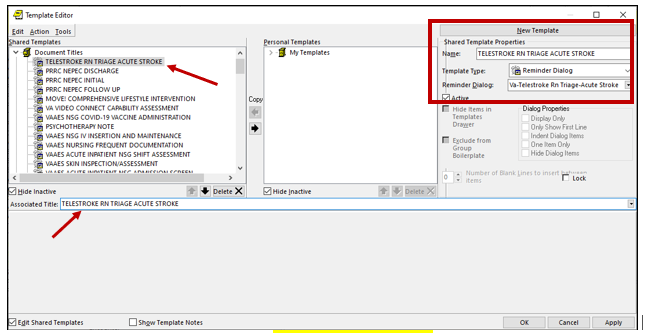 Template Editor
Edit Action Tools
New Template
Shared Templates
Personal Templates
Shared Template Properties
Document Titles
TELESTROKE RN TRIAGE ACUTE STROKE
PRRC NEPEC DISCHARGE
PRRC NEPEC INITIAL
PRRC NEPEC FOLLOW UP
MOVE! COMPREHENSIVE LIFESTYLE INTERVENTION
VA VIDEO CONNECT CAPABILITY ASSESSMENT
VAAES NSG COVID-19 VACCINE ADMINISTRATION
PSYCHOTHERAPY NOTE
VAAES NSG IV INSERTION AND MAINTENANCE
VAAES NURSING FREQUENT DOCUMENTATION
VAAES ACUTE INPATIENT NSG SHIFT ASSESSMENT
VAAES SKIN INSPECTION/ASSESSMENT
VAAES ACUTE INPATIENT NSG ADMISSION SCREEN
Copy
My Templates
Name: TELESTROKE RN TRIAGE ACUTE STROKE
Template Type: Reminder Dialog
Reminder Dialog: Va-Telestroke Rn Triage-Acute Stroke
Active
Hide Items in
Templates
Drawer
Exclude from
Group
Boilerplate
Dialog Properties
Display Only
Only Show First Line
Indent Dialog Items
One Item Only
Hide Dialog Items
0 Number of Blank Lines to insert between
items
Lock
Hide Inactive
Delete
Hide Inactive
Delete
Associated Title: TELESTROKE RN TRIAGE ACUTE STROKE
Edit Shared Templates
Show Template Notes
OK
Cancel
Apply